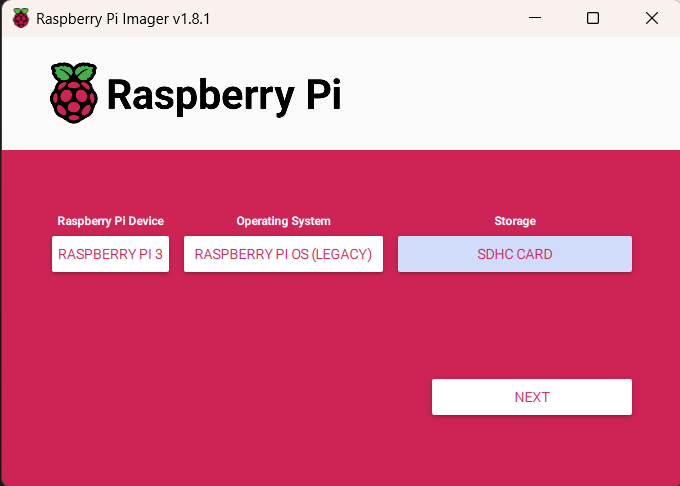 Raspberry Pi Imager v1.8.1
Raspberry Pi
Raspberry Pi Device Operating System Storage
RASPBERRY PI 3 RASPBERRY PI OS (LEGACY) SDHC CARD
NEXT